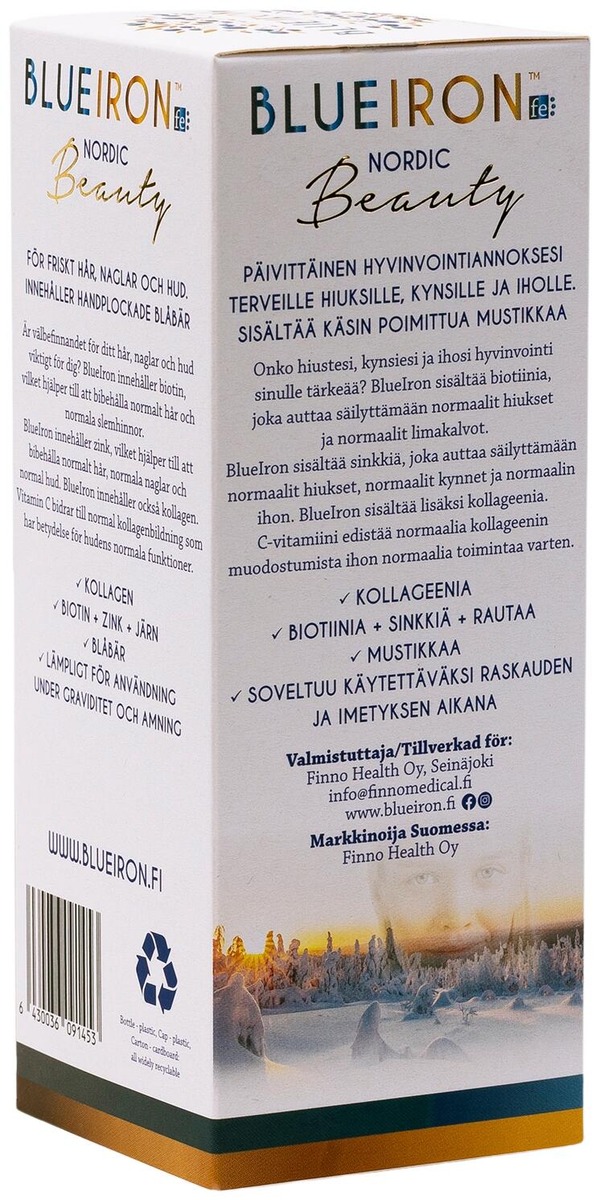 BLUEIRON™
fe
NORDIC
Beauty
FÖR FRISKT HÅR, NAGLAR OCH HUD.
INNEHÅLLER HANDPLOCKADE BLÅBÄR
Är välbefinnandet för ditt hår, naglar och hud
viktigt för dig? BlueIron innehåller biotin,
vilket hjälper till att bibehålla normalt hår och
normala slemhinnor.
BlueIron innehåller zink, vilket hjälper till att
bibehålla normalt hår, normala naglar och
normal hud. BlueIron innehåller också kollagen.
Vitamin C bidrar till normal kollagenbildning som
har betydelse för hudens normala funktioner.
✓ KOLLAGEN
✓ BIOTIN + ZINK + JÄRN
✓ BLÅBÄR
✓ LÄMPLIGT FÖR ANVÄNDNING
UNDER GRAVIDITET OCH AMNING
WWW.BLUEIRON.FI
6 430036 091453
Bottle - plastic, Cap - plastic,
Carton - cardboard:
all widely recyclable
BLUEIRON™
fe
NORDIC
Beauty
PÄIVITTÄINEN HYVINVOINTIANNOKSESI
TERVEILLE HIUKSILLE, KYNSILLE JA IHOLLE.
SISÄLTÄÄ KÄSIN POIMITTUA MUSTIKKAA
Onko hiustesi, kynsiesi ja ihosi hyvinvointi
sinulle tärkeää? BlueIron sisältää biotiinia,
joka auttaa säilyttämään normaalit hiukset
ja normaalit limakalvot.
BlueIron sisältää sinkkiä, joka auttaa säilyttämään
normaalit hiukset, normaalit kynnet ja normaalin
ihon. BlueIron sisältää lisäksi kollageenia.
C-vitamiini edistää normaalia kollageenin
muodostumista ihon normaalia toimintaa varten.
✓ KOLLAGEENIA
✓ BIOTIINIA + SINKKIÄ + RAUTAA
✓ MUSTIKKAA
✓ SOVELTUU KÄYTETTÄVÄKSI RASKAUDEN
JA IMETYKSEN AIKANA
Valmistuttaja/Tillverkad för:
Finno Health Oy, Seinäjoki
info@finnomedical.fi
www.blueiron.fi
Markkinoija Suomessa:
Finno Health Oy